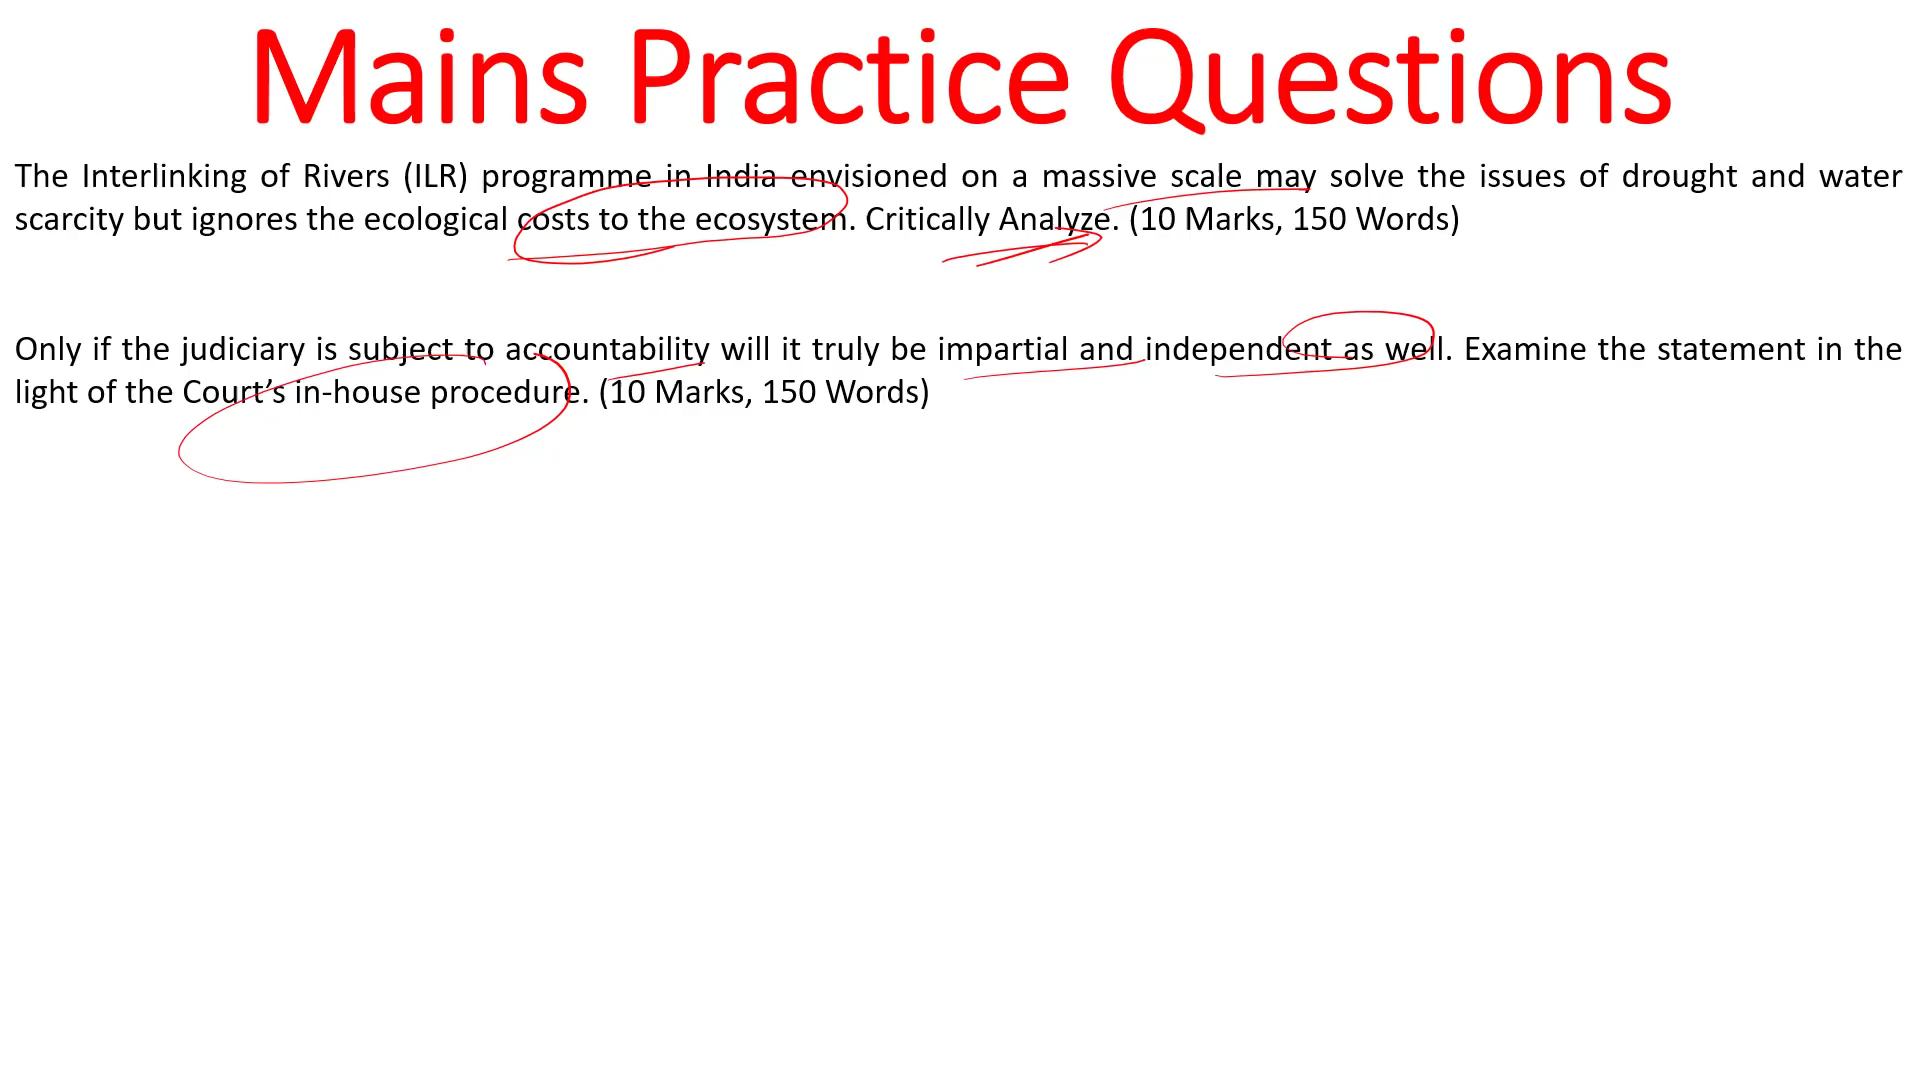 Mains Practice Questions
The Interlinking of Rivers (ILR) programme in India envisioned on a massive scale may solve the issues of drought and water
scarcity but ignores the ecological costs to the ecosystem. Critically Analyze. (10 Marks, 150 Words)
Only if the judiciary is subject to accountability will it truly be impartial and independent as well. Examine the statement in the
light of the Court’s in-house procedure. (10 Marks, 150 Words)